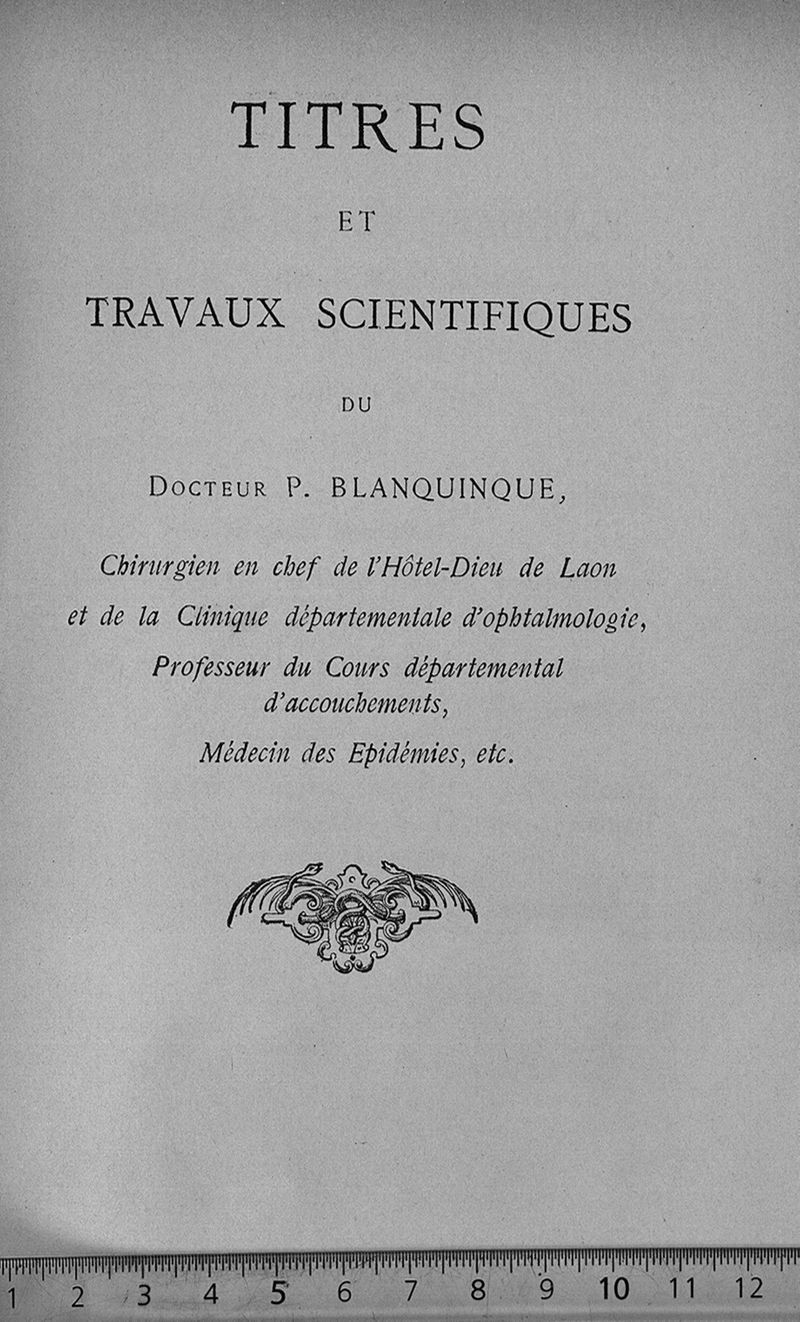 TITRES
ET
TRAVAUX SCIENTIFIQUES
DU
DOCTEUR P. BLANQUINQUE,
Chirurgien en chef de l'Hôtel-Dieu de Laon
et de la Clinique départementale d'ophtalmologie,
Professeur du Cours départemental
d'accouchements,
Médecin des Epidémies, etc.
1 2 3 4 5 6 7 8 9 10 11 12